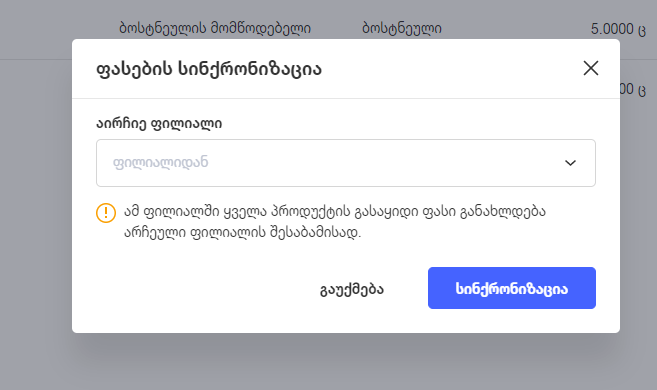 ბოსტნეულის მომწოდებელი ბოსტნეული 5.0000 ც
ფასების სინქრონიზაცია
00 ც
აირჩიე ფილიალი
ფილიალიდან
ამ ფილიალში ყველა პროდუქტის გასაყიდი ფასი განახლდება
არჩეული ფილიალის შესაბამისად.
გაუქმება სინქრონიზაცია